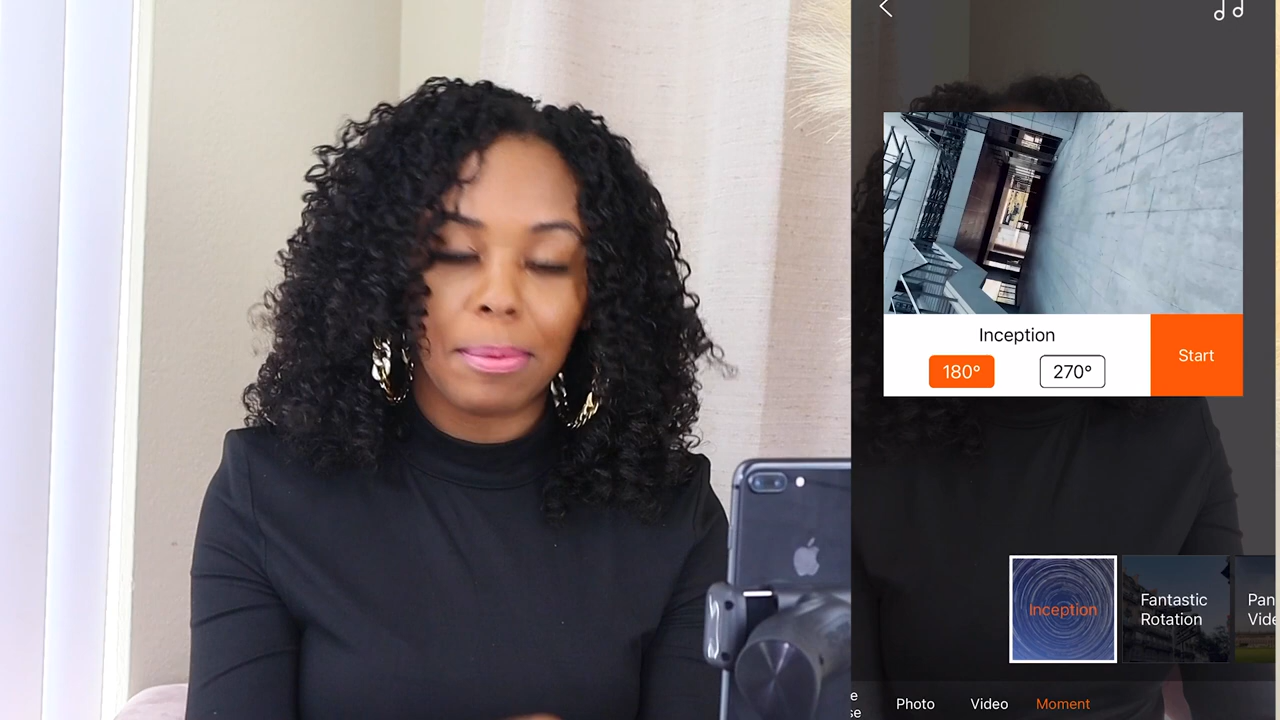 Inception
180°
270°
Start
Inception
Fantastic
Rotation
Photo
Video
Moment